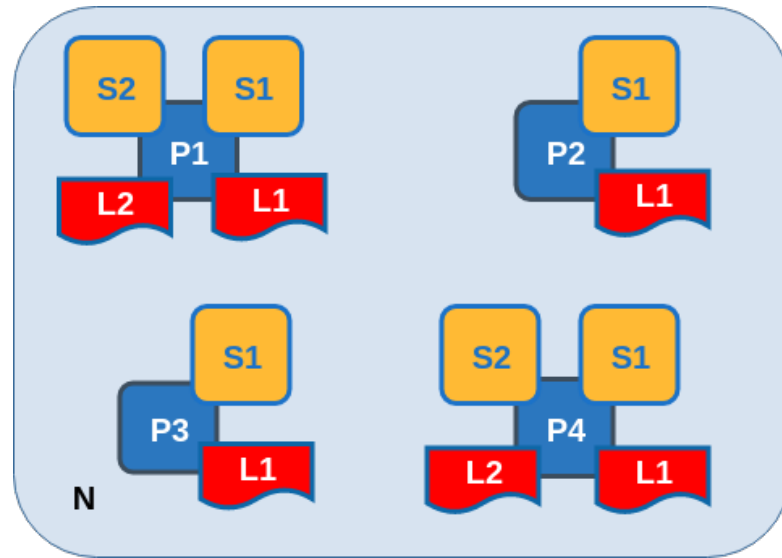 S2 S1 S1
P1 P2
L2 L1 L1
S1 S2 S1
P3 P4
L1 L2 L1
N